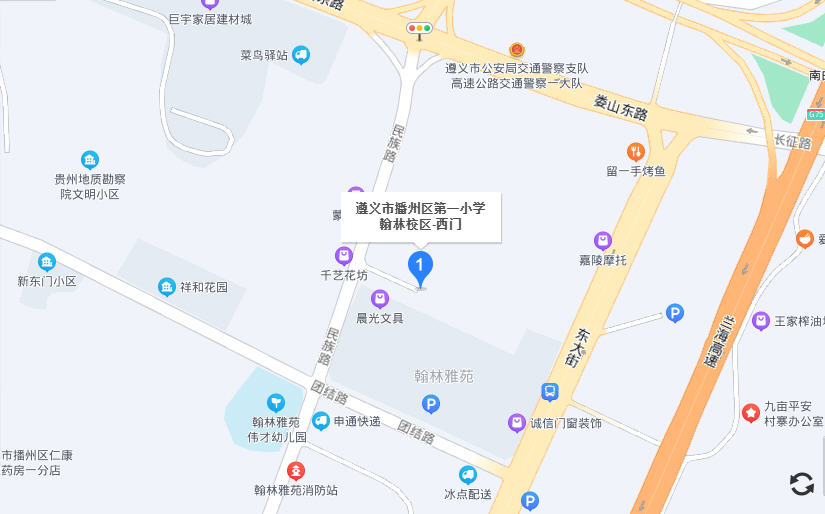 东路
巨宇家居建材城
菜鸟驿站
遵义市公安局交通警察支队
高速公路交通警察一大队
南
G75
娄山东路
长征路
民族路
留一手烤鱼
贵州地质勘察
院文明小区
蒙
遵义市播州区第一小学
翰林校区-西门
1
嘉陵摩托
千艺花坊
新东门小区
祥和花园
晨光文具
P
王家榨油
东大街
兰海高速
民族路
翰林雅苑
团结路
P
九亩平安
村寨办公室
翰林雅苑
伟才幼儿园
申通快递
团结路
诚信门窗装饰
市播州区仁康
药房一分店
翰林雅苑消防站
冰点配送
P